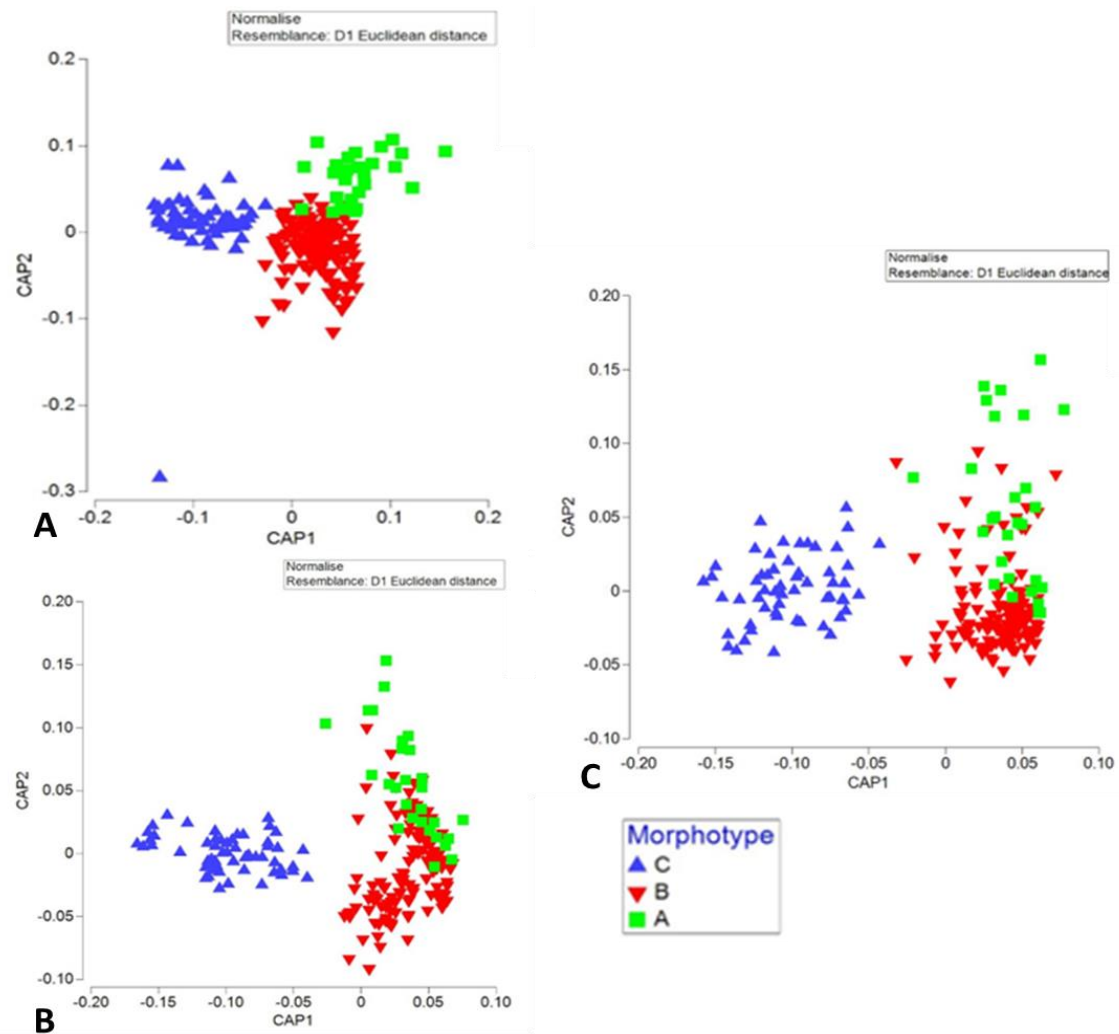 Normalise
Resemblance: D1 Euclidean distance
0.2
0.1
0
-0.1
-0.2
-0.3
CAP2
-0.2 -0.1 0 0.1 0.2
CAP1
A
Normalise
Resemblance: D1 Euclidean distance
0.20
0.15
0.10
0.05
0
-0.05
-0.10
CAP2
-0.20 -0.15 -0.10 -0.05 0 0.05 0.10
CAP1
B
Normalise
Resemblance: D1 Euclidean distance
0.20
0.15
0.10
0.05
0
-0.05
-0.10
CAP2
-0.20 -0.15 -0.10 -0.05 0 0.05 0.10
CAP1
C
Morphotype
C
B
A